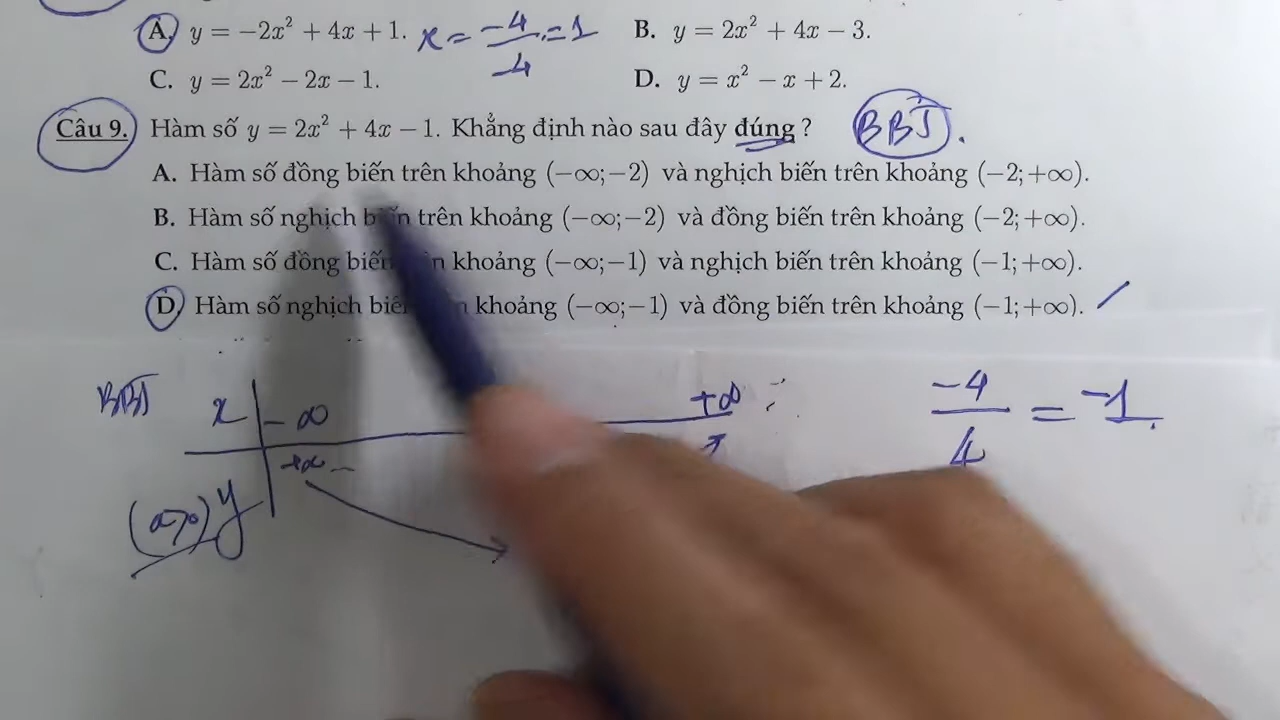 A. y = −2x² + 4x + 1. x = -4/-4 = 1 B. y = 2x² + 4x − 3.
C. y = 2x² − 2x − 1. D. y = x² − x + 2.
Câu 9. Hàm số y = 2x² + 4x − 1. Khẳng định nào sau đây đúng ? BBT.
A. Hàm số đồng biến trên khoảng (−∞;−2) và nghịch biến trên khoảng (−2;+∞).
B. Hàm số nghịch biến trên khoảng (−∞;−2) và đồng biến trên khoảng (−2;+∞).
C. Hàm số đồng biến khoảng (−∞;−1) và nghịch biến trên khoảng (−1;+∞).
D. Hàm số nghịch khoảng (−∞;−1) và đồng biến trên khoảng (−1;+∞).
BBT x −∞ +∞ -4/4 = -1
+∞
(a>0) y